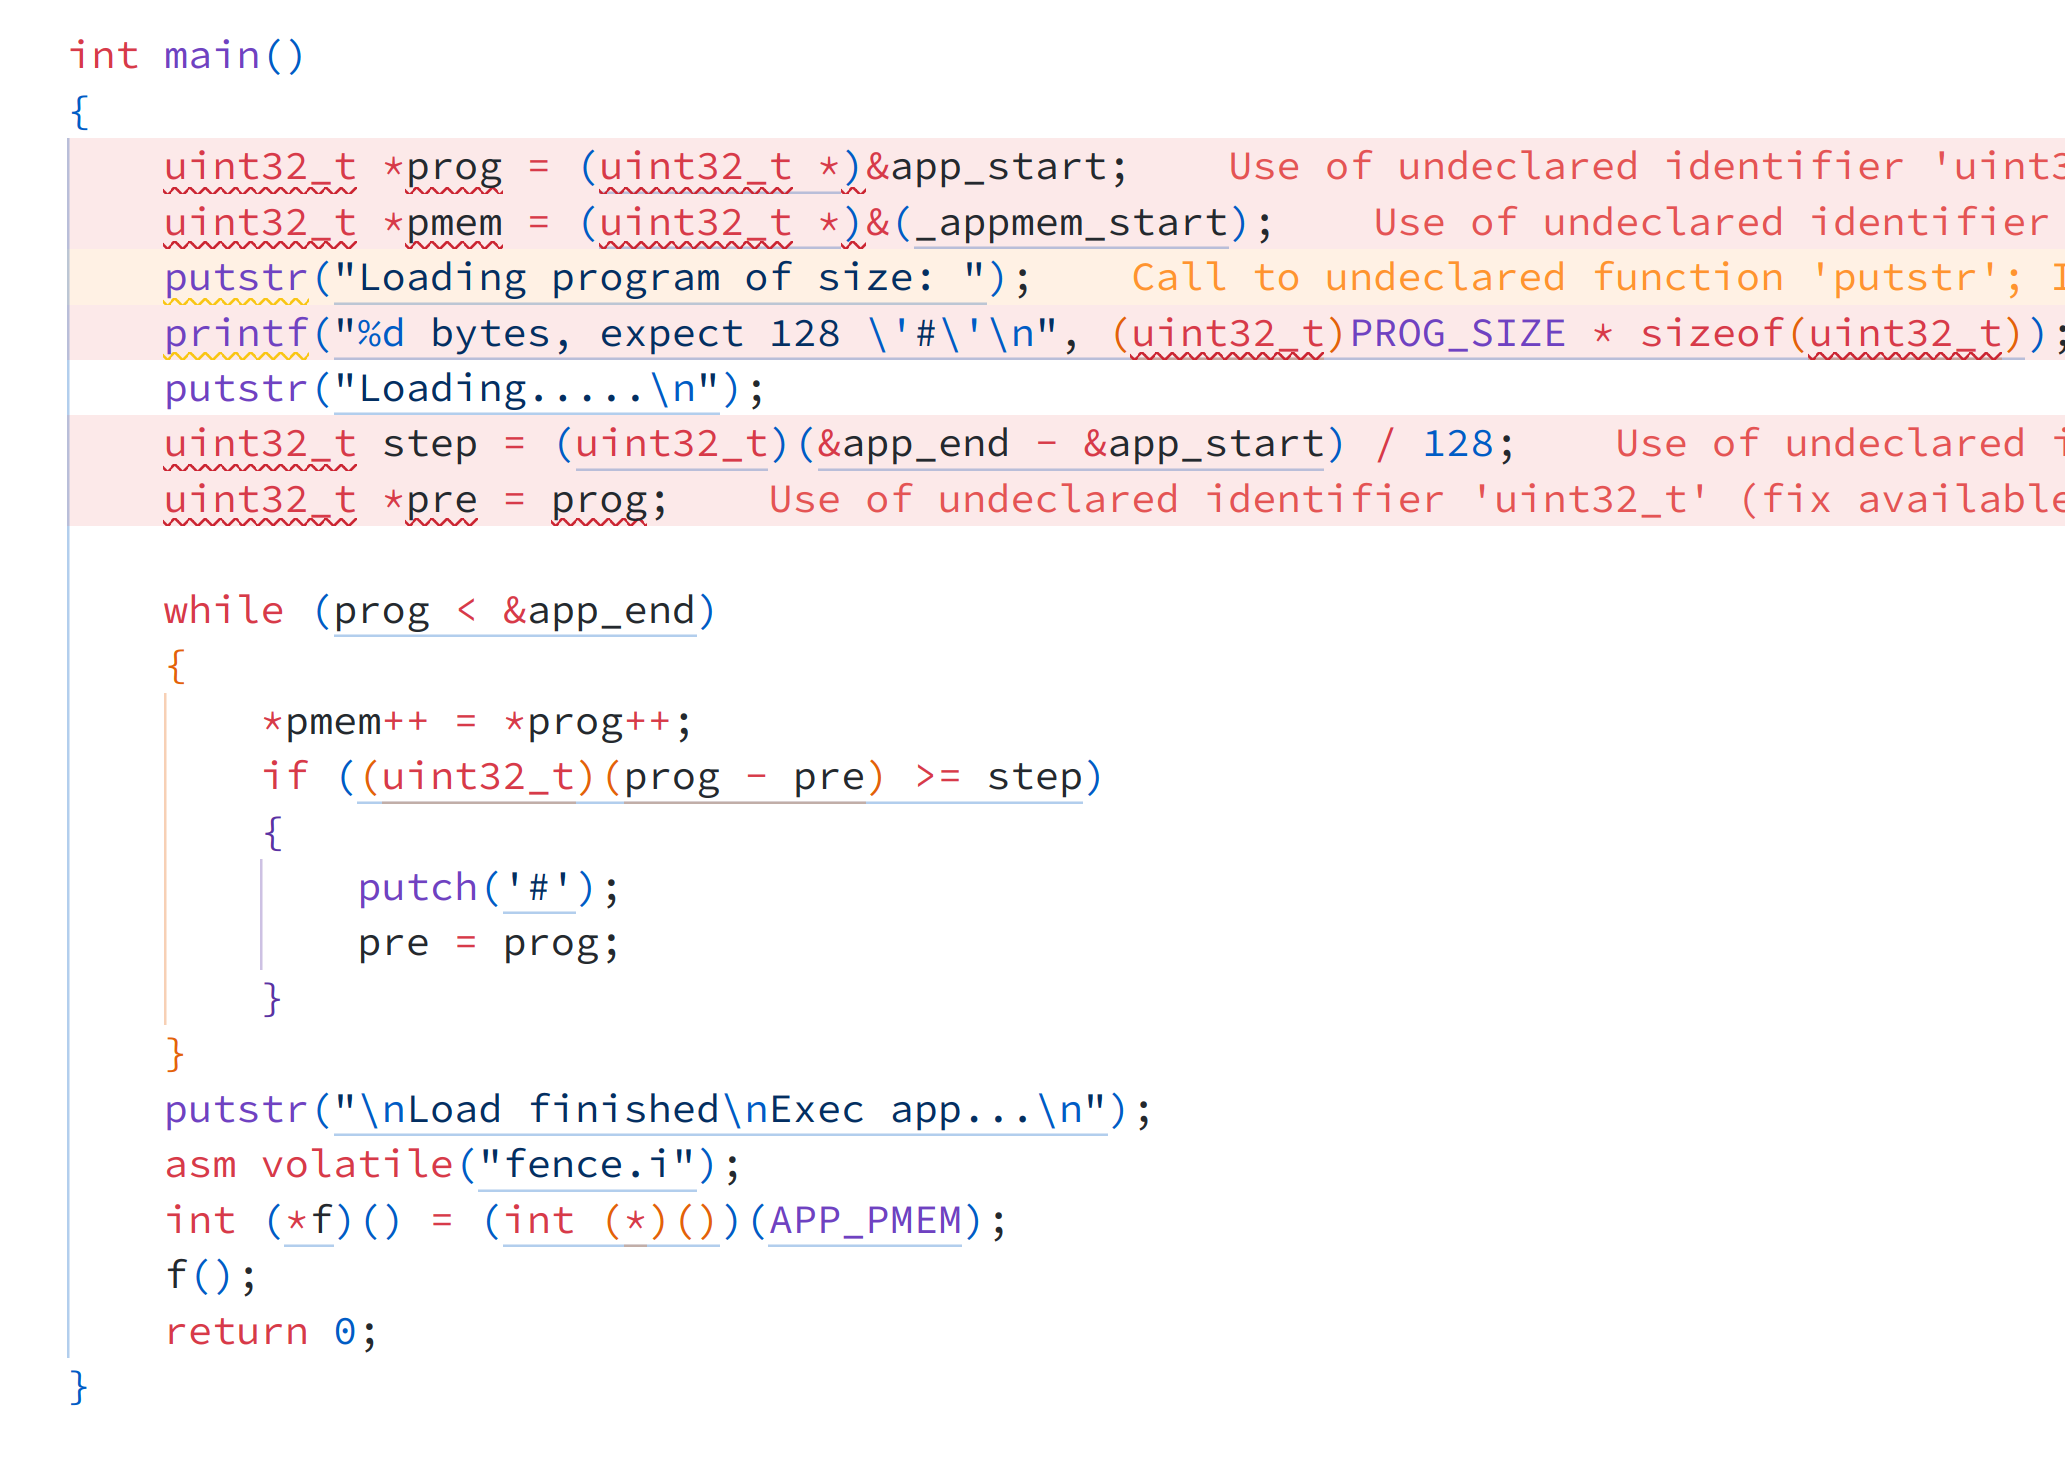 int main()
{
    uint32_t *prog = (uint32_t *)&app_start;    Use of undeclared identifier 'uint3
    uint32_t *pmem = (uint32_t *)&(_appmem_start);    Use of undeclared identifier
    putstr("Loading program of size: ");    Call to undeclared function 'putstr'; I
    printf("%d bytes, expect 128 \'#\'\n", (uint32_t)PROG_SIZE * sizeof(uint32_t));
    putstr("Loading.....\n");
    uint32_t step = (uint32_t)(&app_end - &app_start) / 128;    Use of undeclared i
    uint32_t *pre = prog;    Use of undeclared identifier 'uint32_t' (fix available
    while (prog < &app_end)
    {
        *pmem++ = *prog++;
        if ((uint32_t)(prog - pre) >= step)
        {
            putch('#');
            pre = prog;
        }
    }
    putstr("\nLoad finished\nExec app...\n");
    asm volatile("fence.i");
    int (*f)() = (int (*)())(APP_PMEM);
    f();
    return 0;
}